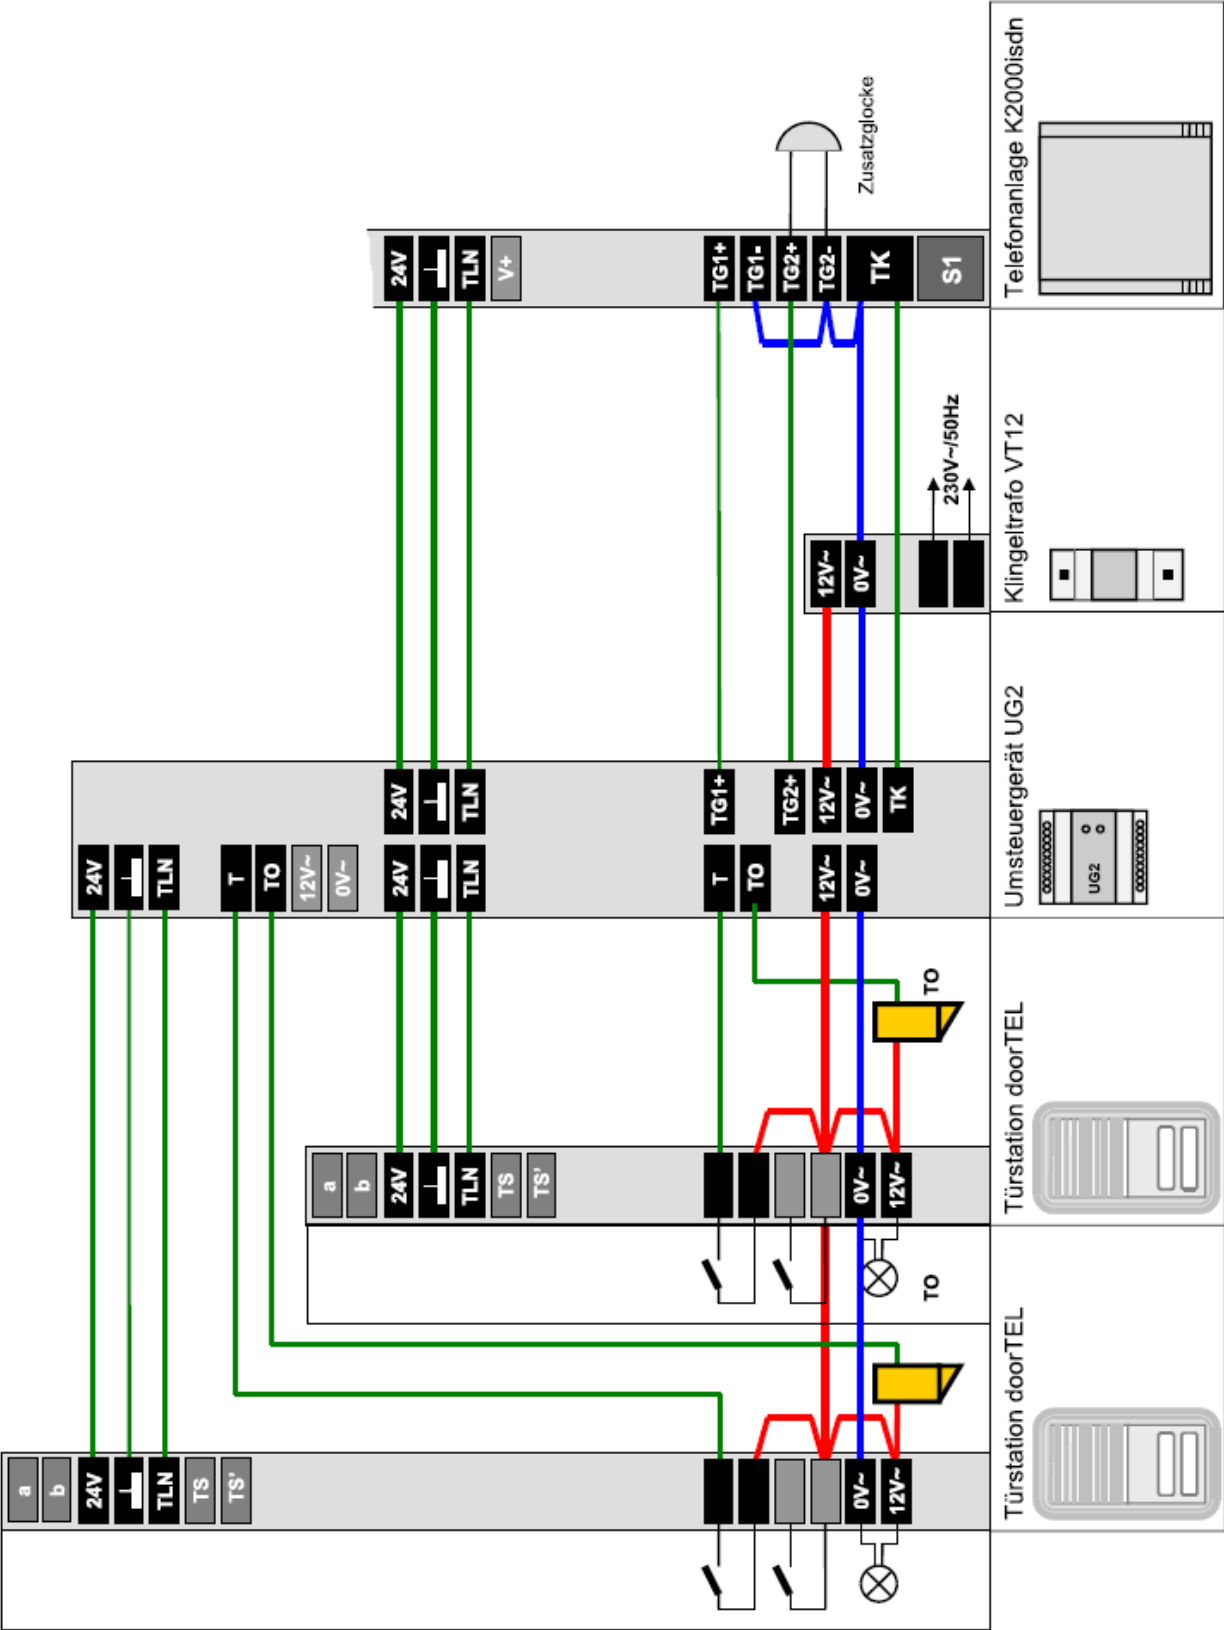 Telefonanlage K2000isdn
Klingeltrafo VT12
Umsteuergerät UG2
Türstation doorTEL
Türstation doorTEL
Zusatzglocke
24V
TLN
V+
TG1+
TG1-
TG2+
TG2-
TK
S1
12V~
0V~
230V~/50Hz
24V
TLN
TG1+
TG2+
12V~
0V~
TK
24V
TLN
T
TO
12V~
0V~
24V
TLN
T
TO
12V~
0V~
UG2
TO
a
b
24V
TLN
TS
TS'
0V~
12V~
TO
a
b
24V
TLN
TS
TS'
0V~
12V~